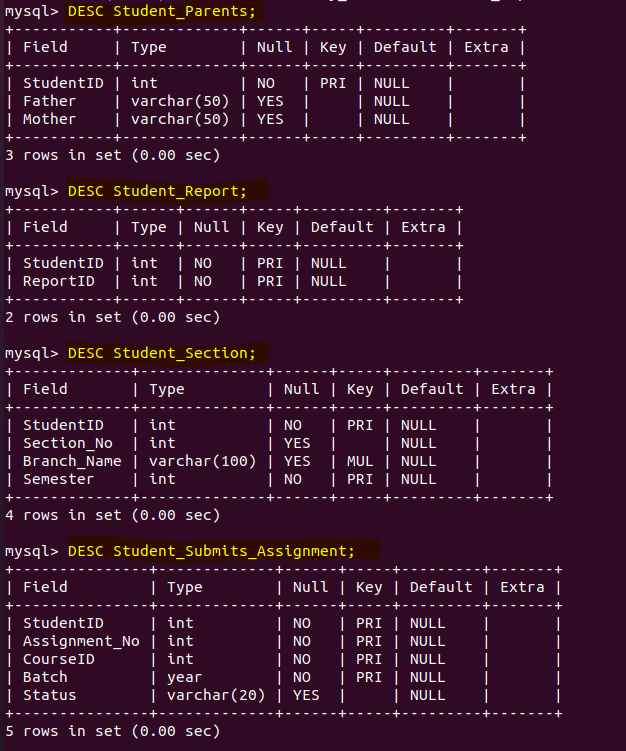 mysql> DESC Student_Parents;
+-----------+-------------+------+-----+---------+-------+
| Field     | Type        | Null | Key | Default | Extra |
+-----------+-------------+------+-----+---------+-------+
| StudentID | int         | NO   | PRI | NULL    |       |
| Father    | varchar(50) | YES  |     | NULL    |       |
| Mother    | varchar(50) | YES  |     | NULL    |       |
+-----------+-------------+------+-----+---------+-------+
3 rows in set (0.00 sec)
mysql> DESC Student_Report;
+-----------+------+------+-----+---------+-------+
| Field     | Type | Null | Key | Default | Extra |
+-----------+------+------+-----+---------+-------+
| StudentID | int  | NO   | PRI | NULL    |       |
| ReportID  | int  | NO   | PRI | NULL    |       |
+-----------+------+------+-----+---------+-------+
2 rows in set (0.00 sec)
mysql> DESC Student_Section;
+-------------+--------------+------+-----+---------+-------+
| Field       | Type         | Null | Key | Default | Extra |
+-------------+--------------+------+-----+---------+-------+
| StudentID   | int          | NO   | PRI | NULL    |       |
| Section_No  | int          | YES  |     | NULL    |       |
| Branch_Name | varchar(100) | YES  | MUL | NULL    |       |
| Semester    | int          | NO   | PRI | NULL    |       |
+-------------+--------------+------+-----+---------+-------+
4 rows in set (0.00 sec)
mysql> DESC Student_Submits_Assignment;
+---------------+-------------+------+-----+---------+-------+
| Field         | Type        | Null | Key | Default | Extra |
+---------------+-------------+------+-----+---------+-------+
| StudentID     | int         | NO   | PRI | NULL    |       |
| Assignment_No | int         | NO   | PRI | NULL    |       |
| CourseID      | int         | NO   | PRI | NULL    |       |
| Batch         | year        | NO   | PRI | NULL    |       |
| Status        | varchar(20) | YES  |     | NULL    |       |
+---------------+-------------+------+-----+---------+-------+
5 rows in set (0.00 sec)